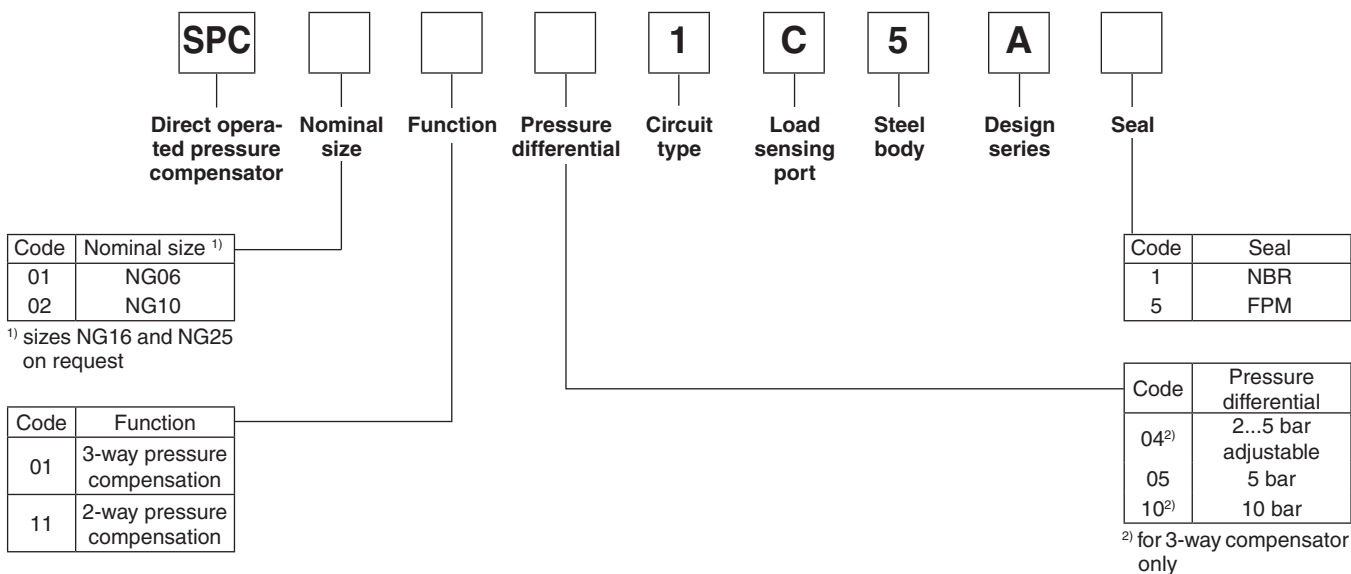 SPC 1 C 5 A
Direct opera-
ted pressure
compensator
Nominal
size
Function
Pressure
differential
Circuit
type
Load
sensing
port
Steel
body
Design
series
Seal
Code Nominal size 1)
01 NG06
02 NG10
1) sizes NG16 and NG25
on request
Code Function
01 3-way pressure
compensation
11 2-way pressure
compensation
Code Seal
1 NBR
5 FPM
Code Pressure
differential
04 2) 2...5 bar
adjustable
05 5 bar
10 2) 10 bar
2) for 3-way compensator
only